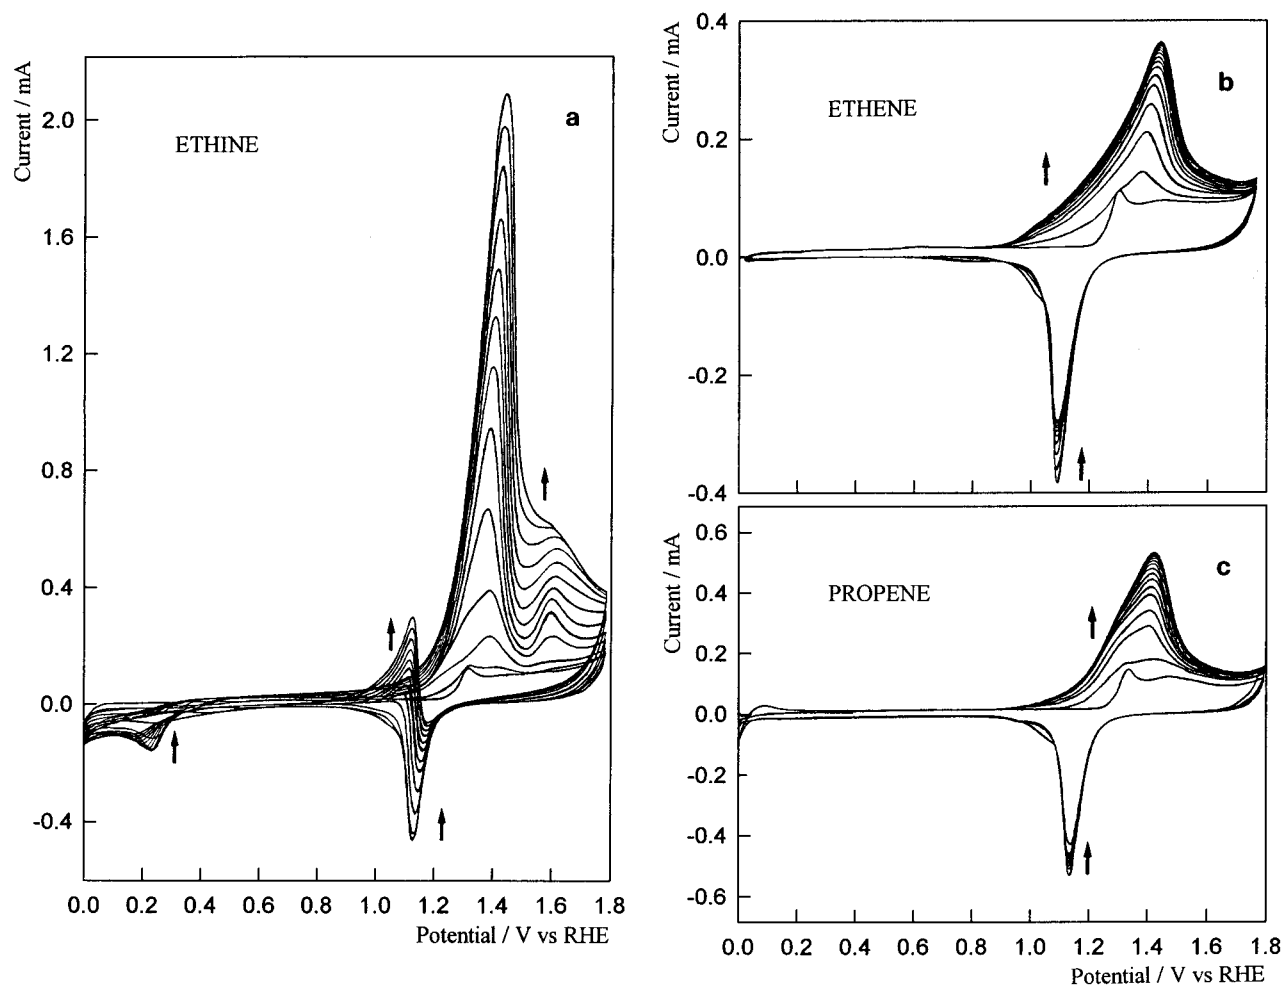 a
ETHINE
Current / mA
2.0
1.6
1.2
0.8
0.4
0.0
-0.4
0.0 0.2 0.4 0.6 0.8 1.0 1.2 1.4 1.6 1.8
Potential / V vs RHE
b
ETHENE
Current / mA
0.4
0.2
0.0
-0.2
-0.4
c
PROPENE
Current / mA
0.6
0.4
0.2
0.0
-0.2
-0.4
-0.6
0.0 0.2 0.4 0.6 0.8 1.0 1.2 1.4 1.6 1.8
Potential / V vs RHE